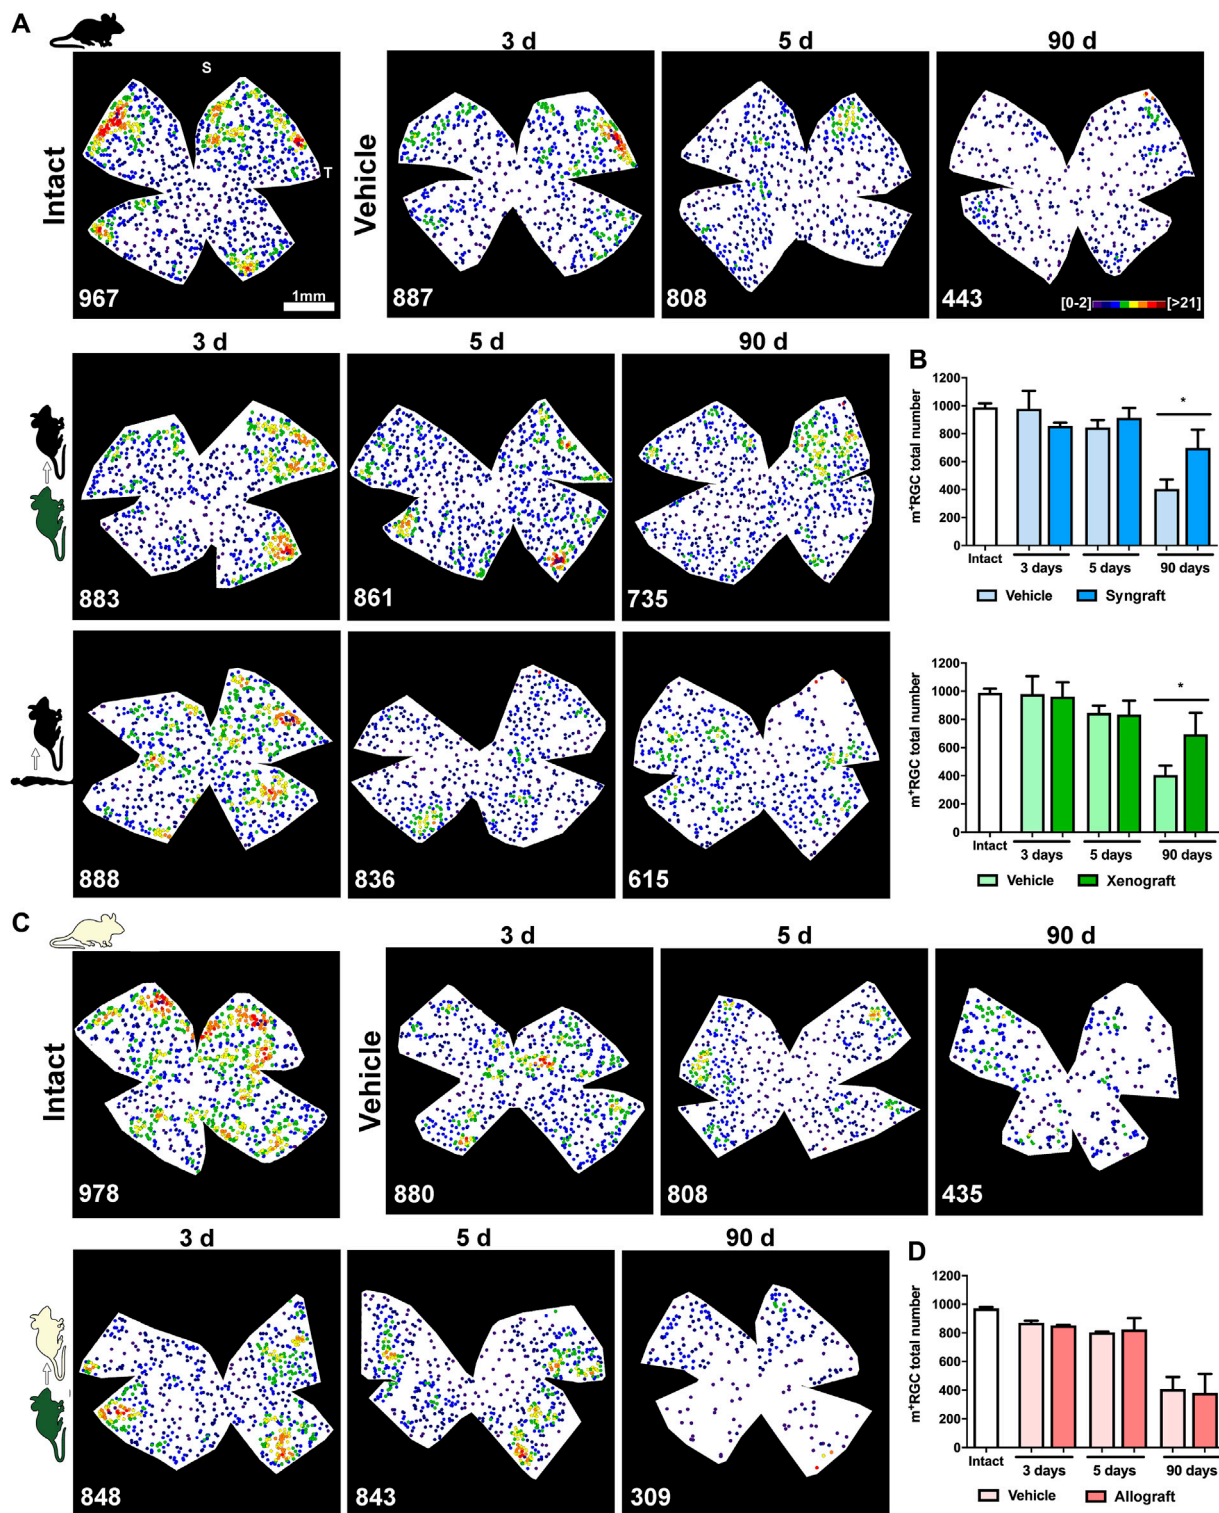 A
3 d
5 d
90 d
Intact
S
T
967
1mm
Vehicle
887
808
443
[0-2]
[>21]
3 d
5 d
90 d
883
861
735
888
836
615
B
m+RGC total number
1200
1000
800
600
400
200
0
Intact
3 days
5 days
90 days
*
Vehicle
Syngraft
m+RGC total number
1200
1000
800
600
400
200
0
Intact
3 days
5 days
90 days
*
Vehicle
Xenograft
C
3 d
5 d
90 d
Intact
978
Vehicle
880
808
435
3 d
5 d
90 d
848
843
309
D
m+RGC total number
1200
1000
800
600
400
200
0
Intact
3 days
5 days
90 days
Vehicle
Allograft